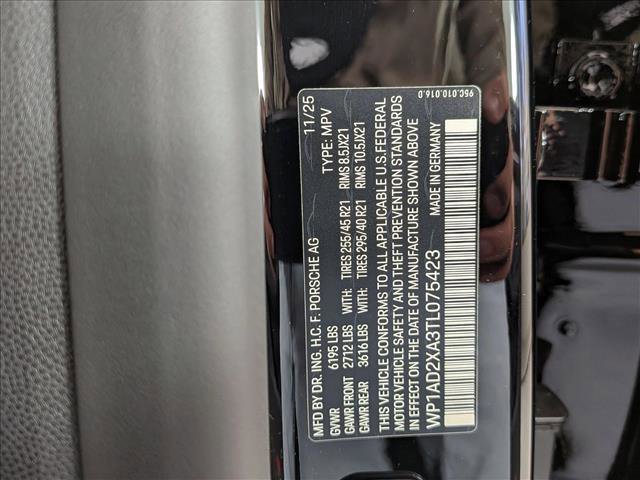 MFD BY DR. ING. H.C. F. PORSCHE AG 11/25
GVWR 6195 LBS TYPE: MPV
GAWR FRONT 2712 LBS WITH: TIRES 255/45 R21 RIMS 8.5JX21
GAWR REAR 3616 LBS WITH: TIRES 295/40 R21 RIMS 10.5JX21
THIS VEHICLE CONFORMS TO ALL APPLICABLE U.S.FEDERAL
MOTOR VEHICLE SAFETY AND THEFT PREVENTION STANDARDS
IN EFFECT ON THE DATE OF MANUFACTURE SHOWN ABOVE
MADE IN GERMANY
WP1AD2XA3TL075423
95C.010.016.0